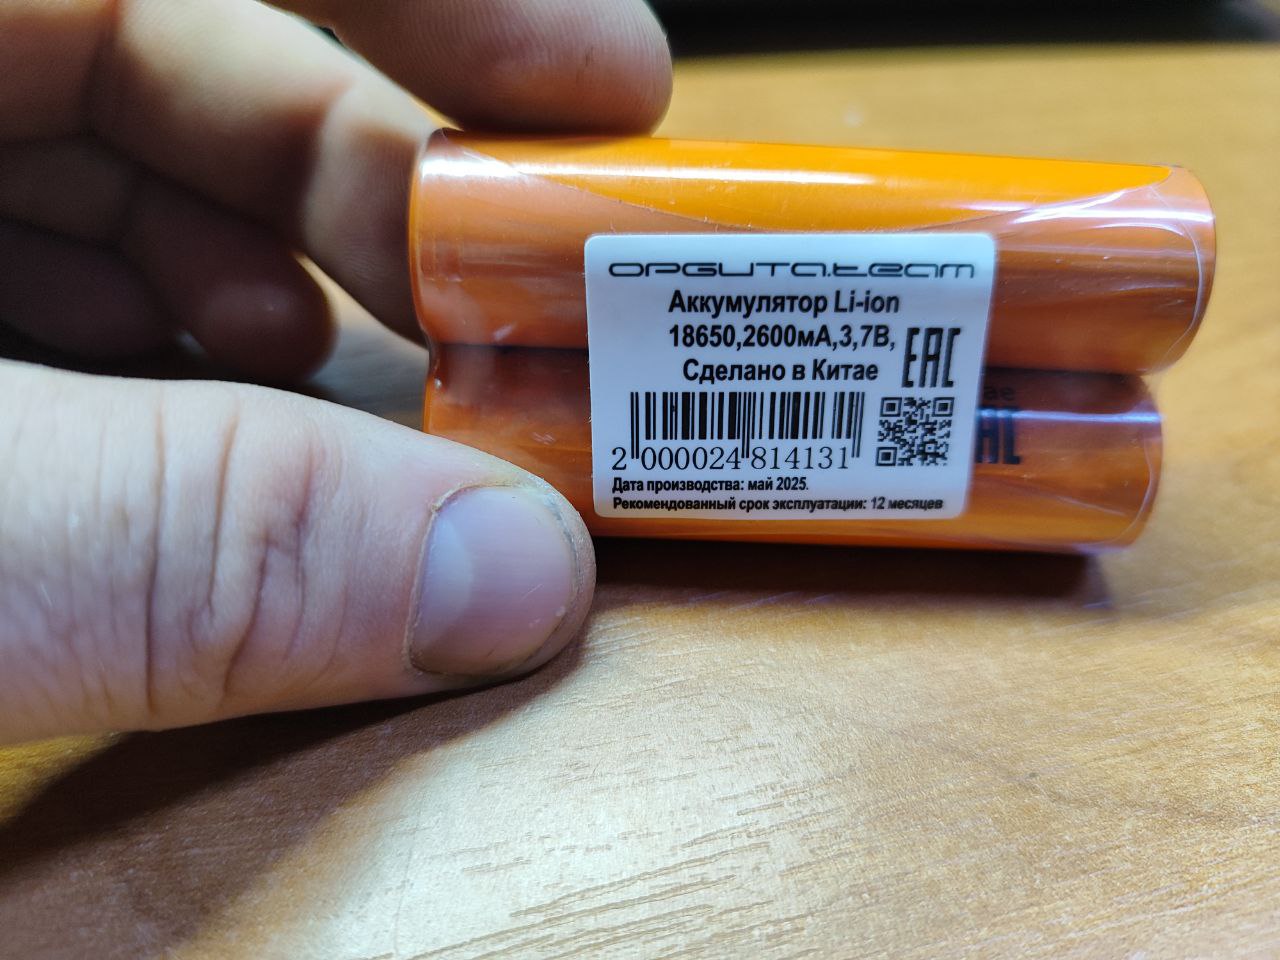 OPGUTA.team
Аккумулятор Li-ion
18650,2600мА,3,7В,
Сделано в Китае
EAC
2 000024 814131
Дата производства: май 2025.
Рекомендованный срок эксплуатации: 12 месяцев